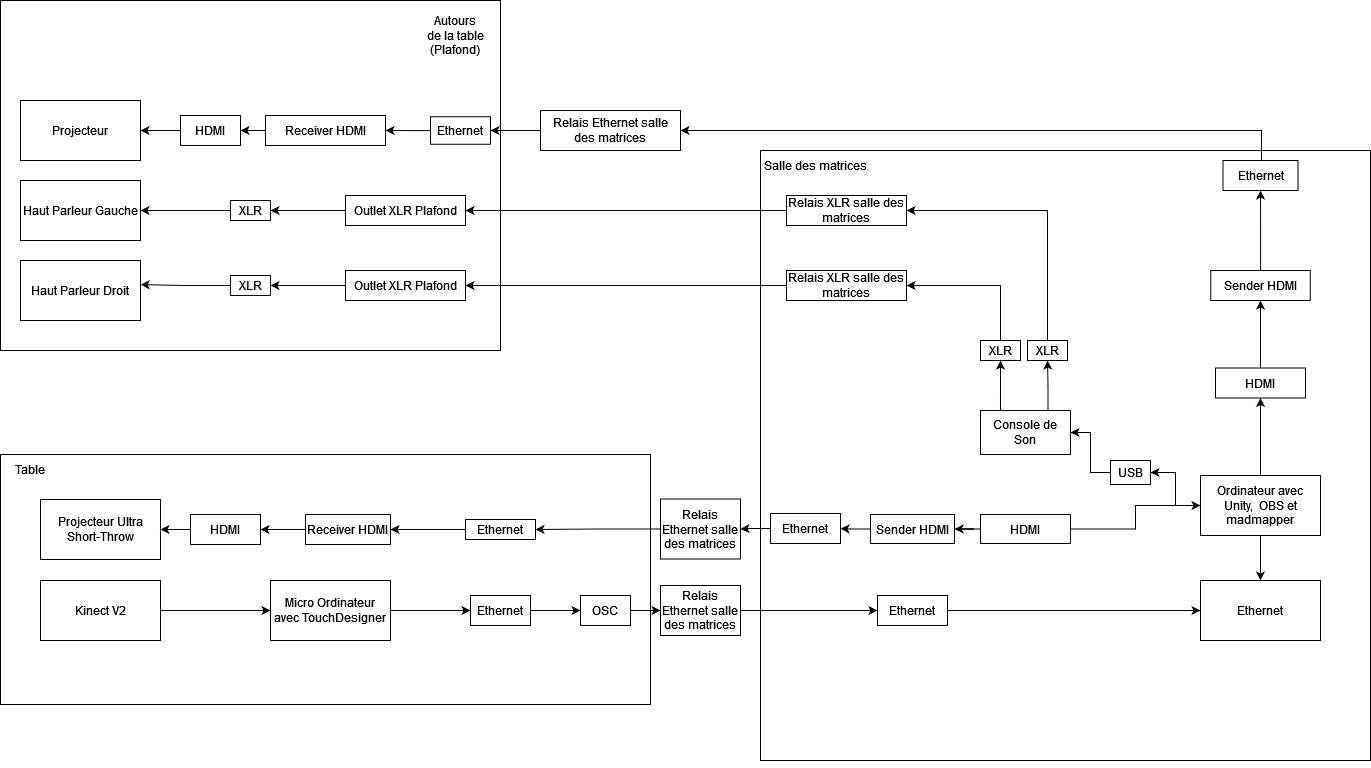 Autours
de la table
(Plafond)
Projecteur
HDMI
Receiver HDMI
Ethernet
Relais Ethernet salle
des matrices
Haut Parleur Gauche
XLR
Outlet XLR Plafond
Haut Parleur Droit
XLR
Outlet XLR Plafond
Salle des matrices
Ethernet
Relais XLR salle des
matrices
Relais XLR salle des
matrices
Sender HDMI
XLR
XLR
HDMI
Console de
Son
USB
Ordinateur avec
Unity, OBS et
madmapper
Table
Projecteur Ultra
Short-Throw
HDMI
Receiver HDMI
Ethernet
Relais
Ethernet salle
des matrices
Ethernet
Sender HDMI
HDMI
Kinect V2
Micro Ordinateur
avec TouchDesigner
Ethernet
OSC
Relais
Ethernet salle
des matrices
Ethernet
Ethernet